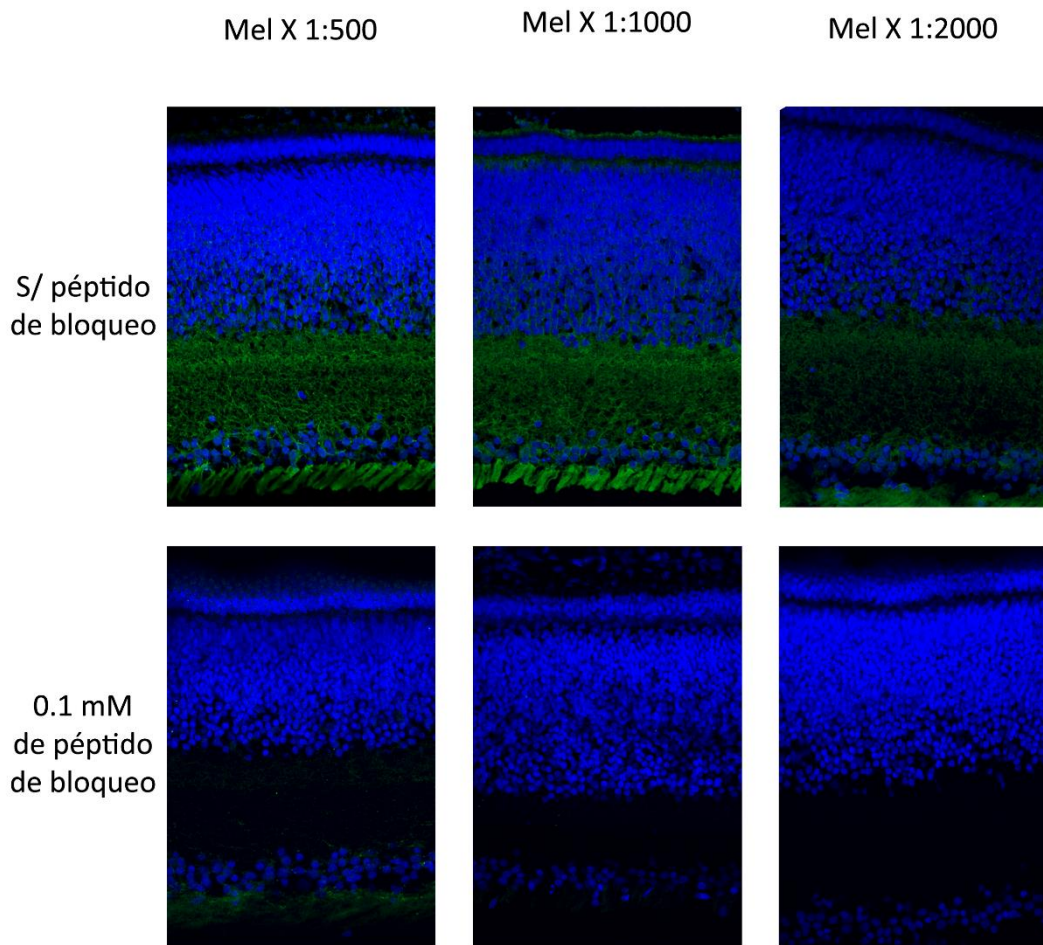 Mel X 1:500
Mel X 1:1000
Mel X 1:2000
S/ péptido
de bloqueo
0.1 mM
de péptido
de bloqueo